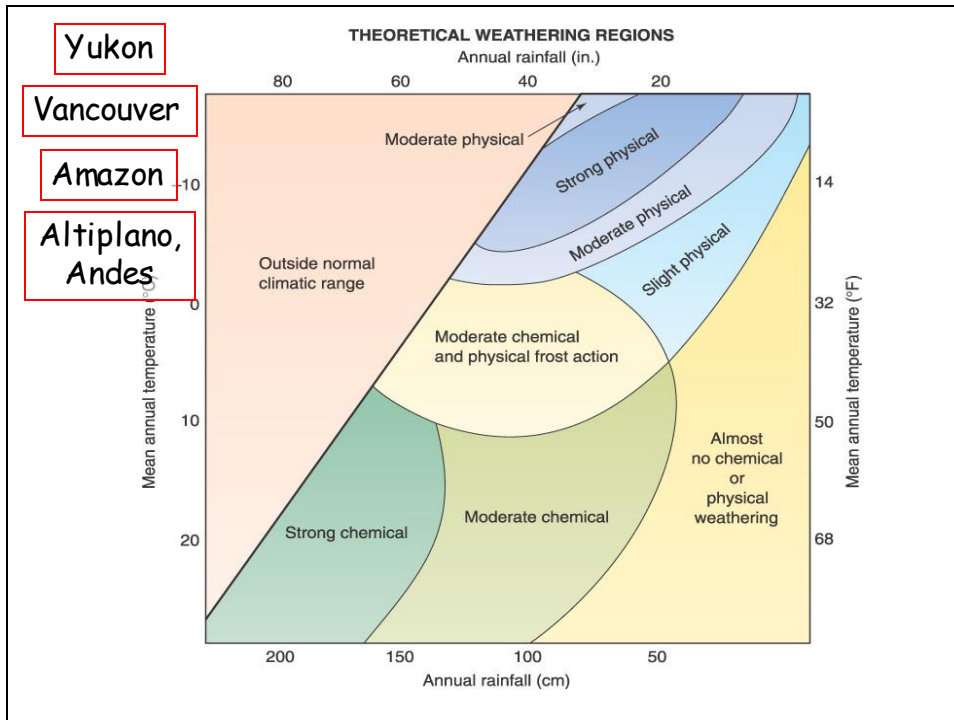 Yukon
Vancouver
Amazon
Altiplano,
Andes
THEORETICAL WEATHERING REGIONS
Annual rainfall (in.)
80 60 40 20
Moderate physical
Strong physical
Moderate physical
Slight physical
Outside normal
climatic range
Moderate chemical
and physical frost action
Strong chemical
Moderate chemical
Almost
no chemical
or
physical
weathering
–10
0
10
20
Mean annual temperature (°C)
14
32
50
68
Mean annual temperature (°F)
200 150 100 50
Annual rainfall (cm)